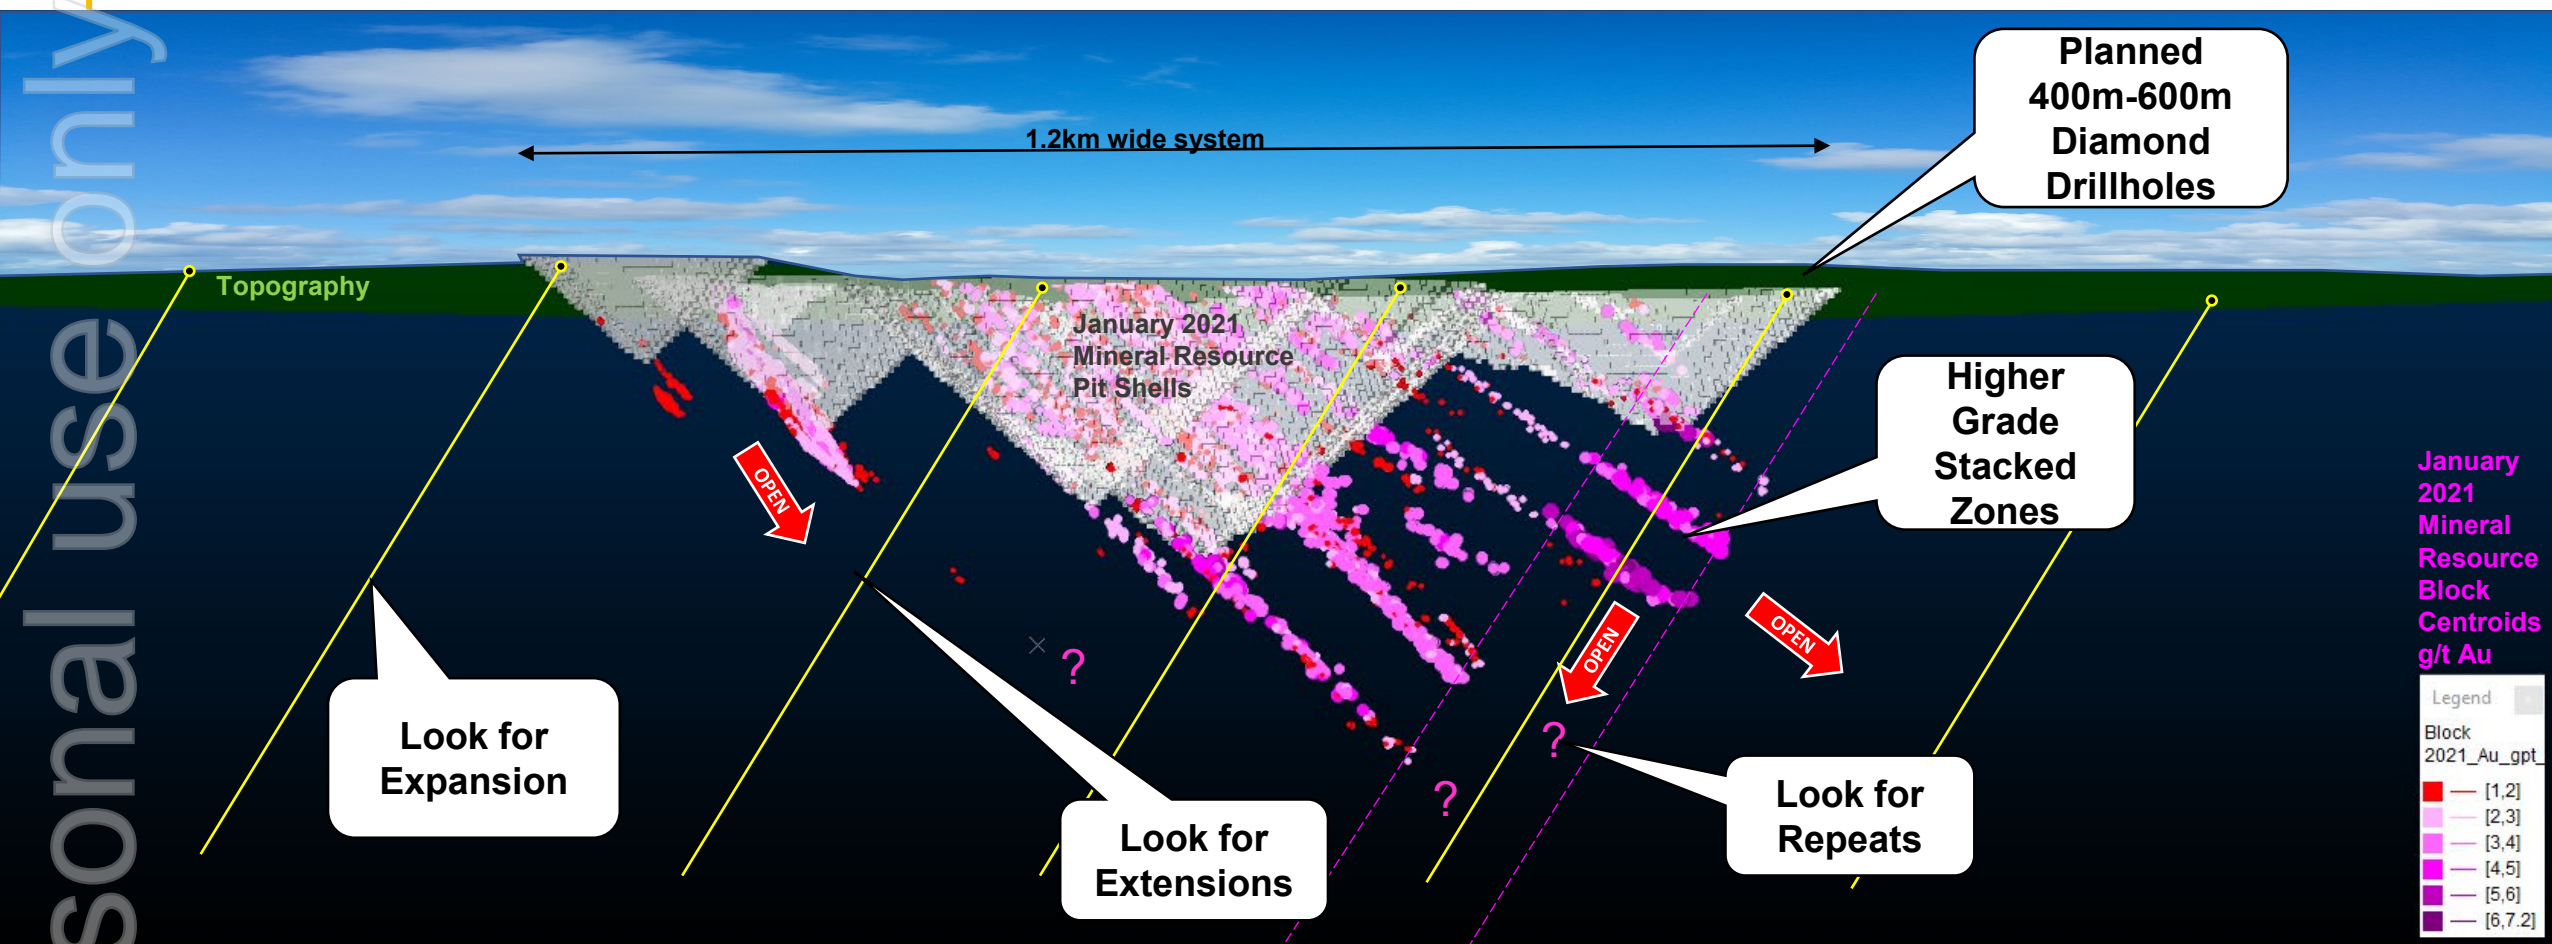 sonal use only
1.2km wide system
Planned
400m-600m
Diamond
Drillholes
Topography
January 2021
Mineral Resource
Pit Shells
Higher
Grade
Stacked
Zones
OPEN
OPEN
OPEN
?
?
?
Look for
Expansion
Look for
Extensions
Look for
Repeats
January
2021
Mineral
Resource
Block
Centroids
g/t Au
Legend
Block
2021_Au_gpt_
[1,2]
[2,3]
[3,4]
[4,5]
[5,6]
[6,7.2]